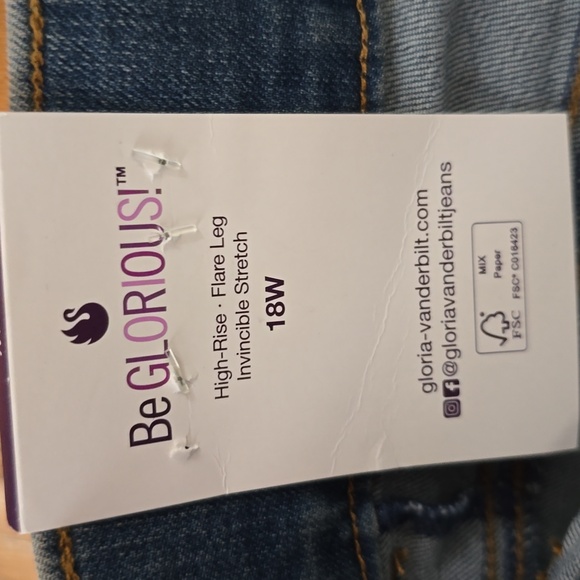 Be GLORIOUS!™
High-Rise · Flare Leg
Invincible Stretch
18W
gloria-vanderbilt.com
@gloriavanderbiltjeans
FSC
MIX
Paper
FSC® C016423